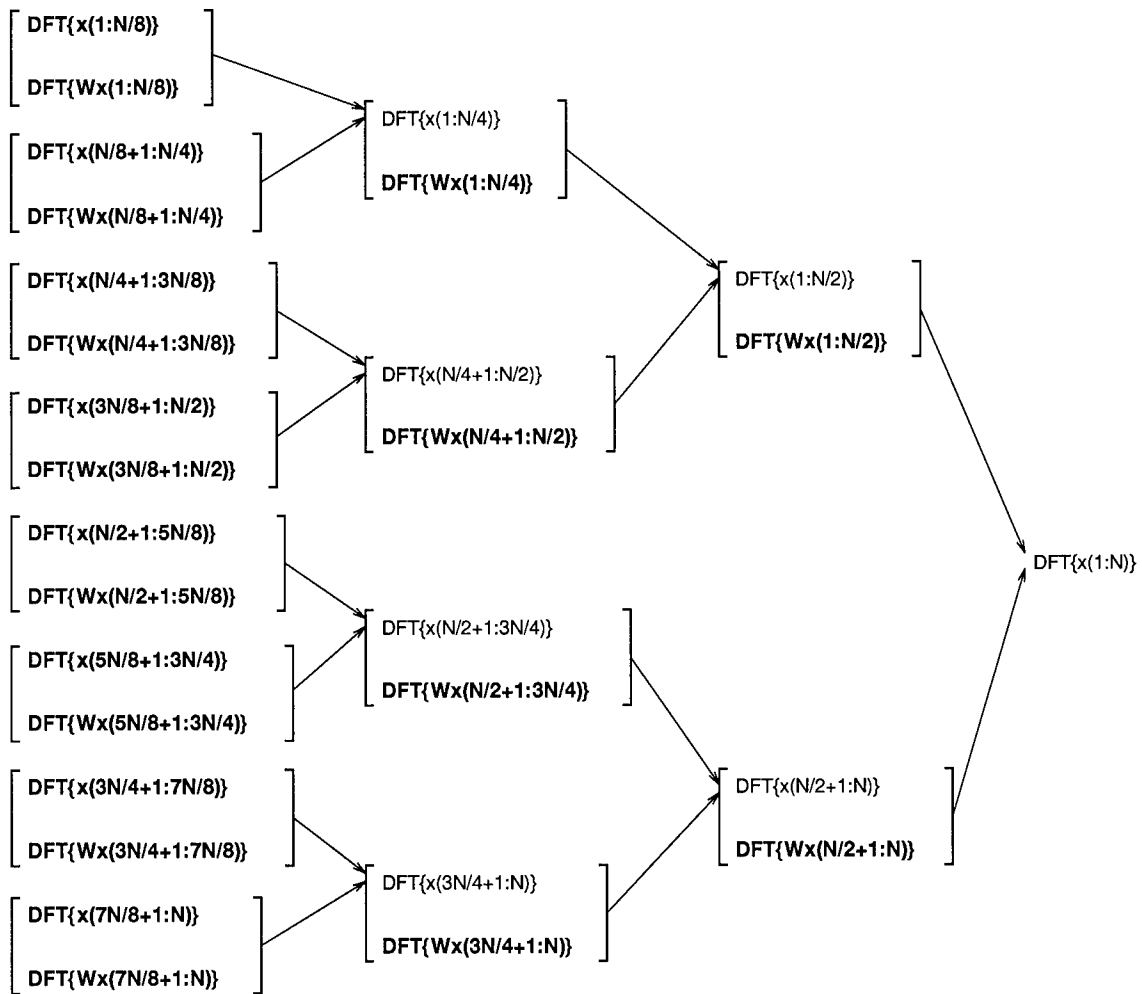 DFT{x(1:N/8)}
DFT{Wx(1:N/8)}
DFT{x(N/8+1:N/4)}
DFT{Wx(N/8+1:N/4)}
DFT{x(N/4+1:3N/8)}
DFT{Wx(N/4+1:3N/8)}
DFT{x(3N/8+1:N/2)}
DFT{Wx(3N/8+1:N/2)}
DFT{x(N/2+1:5N/8)}
DFT{Wx(N/2+1:5N/8)}
DFT{x(5N/8+1:3N/4)}
DFT{Wx(5N/8+1:3N/4)}
DFT{x(3N/4+1:7N/8)}
DFT{Wx(3N/4+1:7N/8)}
DFT{x(7N/8+1:N)}
DFT{Wx(7N/8+1:N)}
DFT{x(1:N/4)}
DFT{Wx(1:N/4)}
DFT{x(N/4+1:N/2)}
DFT{Wx(N/4+1:N/2)}
DFT{x(N/2+1:3N/4)}
DFT{Wx(N/2+1:3N/4)}
DFT{x(3N/4+1:N)}
DFT{Wx(3N/4+1:N)}
DFT{x(1:N/2)}
DFT{Wx(1:N/2)}
DFT{x(N/2+1:N)}
DFT{Wx(N/2+1:N)}
DFT{x(1:N)}